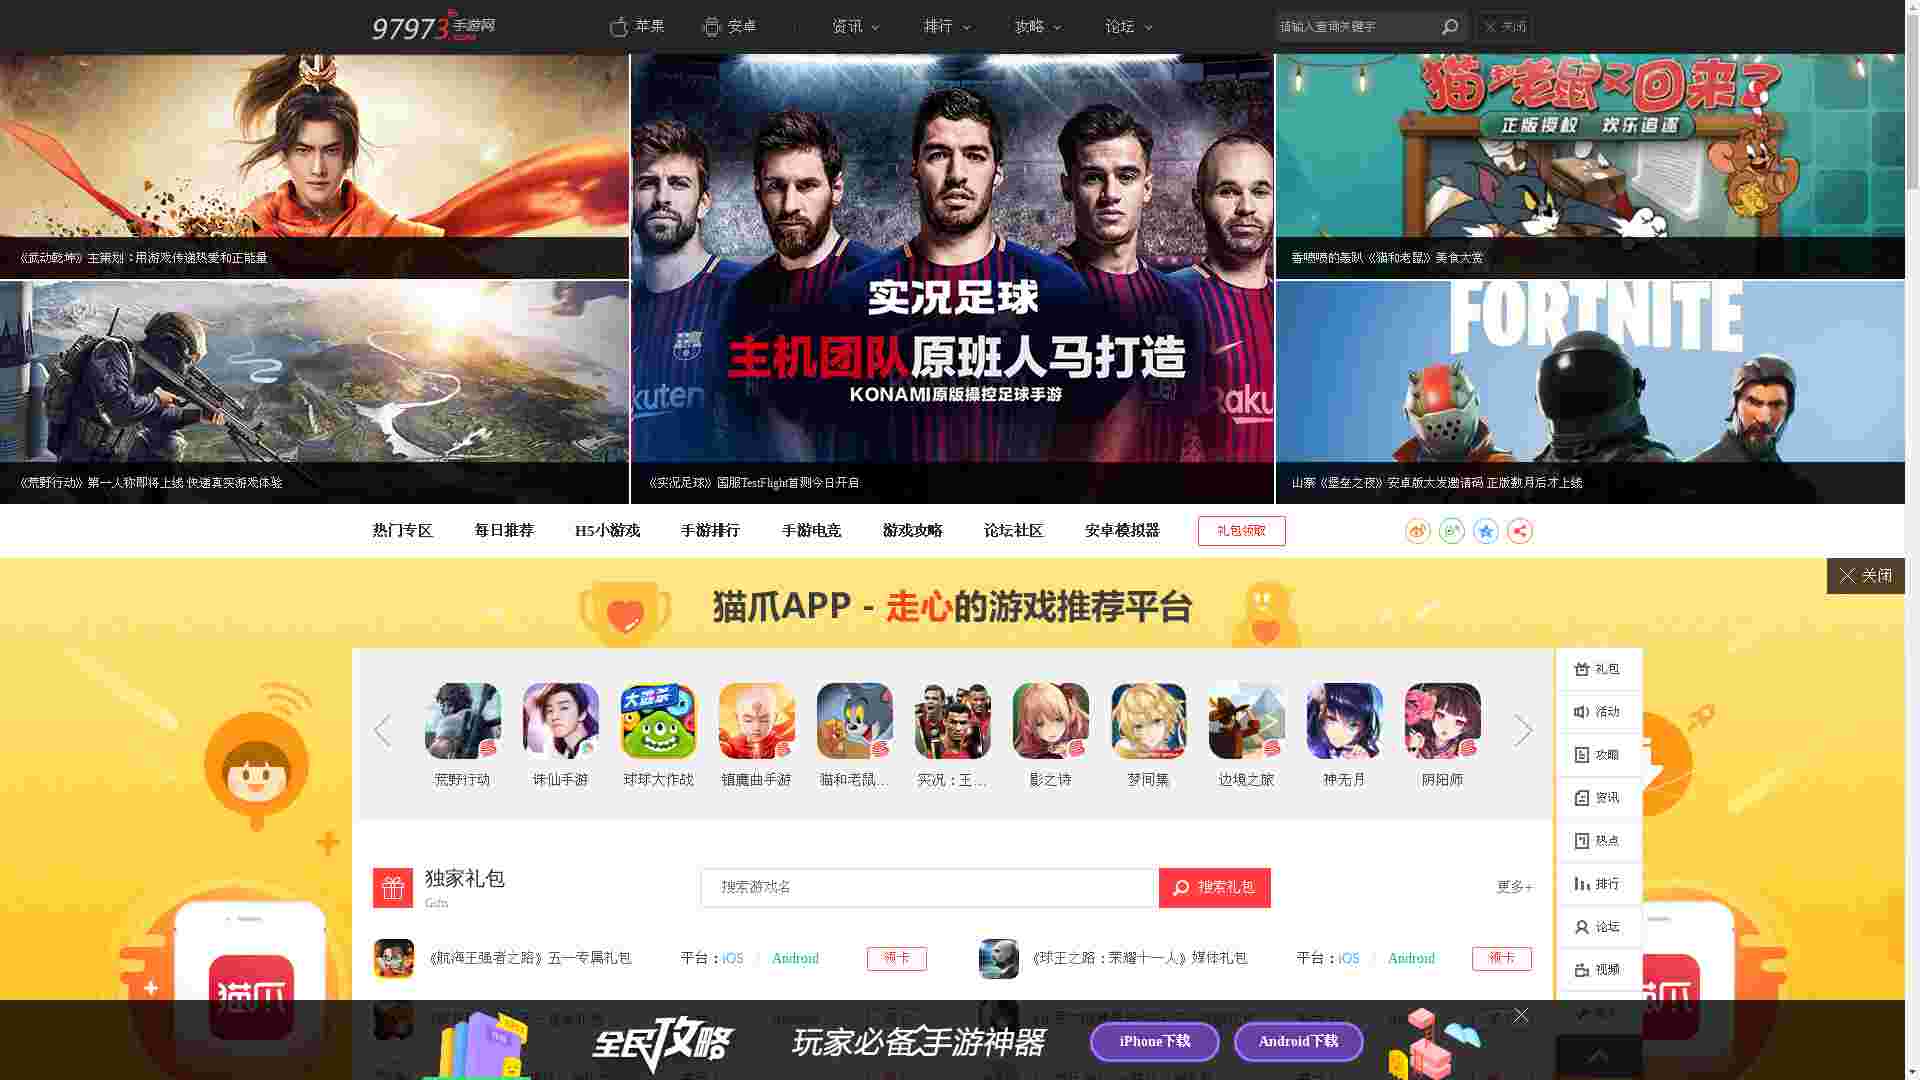 97973手游网
苹果
安卓
资讯
排行
攻略
论坛
请输入查询关键字
关闭
《武动乾坤》主策划：用游戏传递热爱和正能量
实况足球
主机团队原班人马打造
KONAMI原版操控足球手游
《实况足球》国服TestFlight首测今日开启
猫和老鼠又回来了
正版授权 欢乐追逐
香喷喷的轰趴《猫和老鼠》美食大赏
《荒野行动》第一人称即将上线 快递真实游戏体验
FORTNITE
山寨《堡垒之夜》安卓版大发邀请码 正版数月后才上线
热门专区
每日推荐
H5小游戏
手游排行
手游电竞
游戏攻略
论坛社区
安卓模拟器
礼包领取
关闭
猫爪APP - 走心的游戏推荐平台
荒野行动
诛仙手游
球球大作战
镇魔曲手游
猫和老鼠...
实况：王...
影之诗
梦间集
边境之旅
神无月
阴阳师
礼包
活动
攻略
资讯
热点
排行
论坛
视频
独家礼包
Gifts
搜索游戏名
搜索礼包
更多+
《航海王强者之路》五一专属礼包
平台：iOS / Android
领卡
《球王之路：荣耀十一人》媒体礼包
平台：iOS / Android
领卡
猫爪
全民攻略
玩家必备手游神器
iPhone下载
Android下载